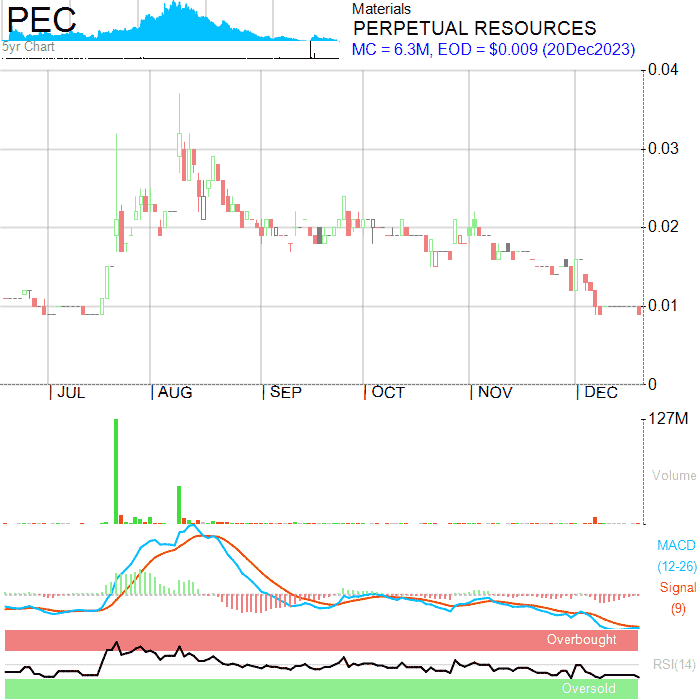 PEC
5yr Chart
Materials
PERPETUAL RESOURCES
MC = 6.3M, EOD = $0.009 (20Dec2023)
0.04
0.03
0.02
0.01
0
JUL AUG SEP OCT NOV DEC
127M
Volume
MACD
(12-26)
Signal
(9)
Overbought
RSI(14)
Oversold